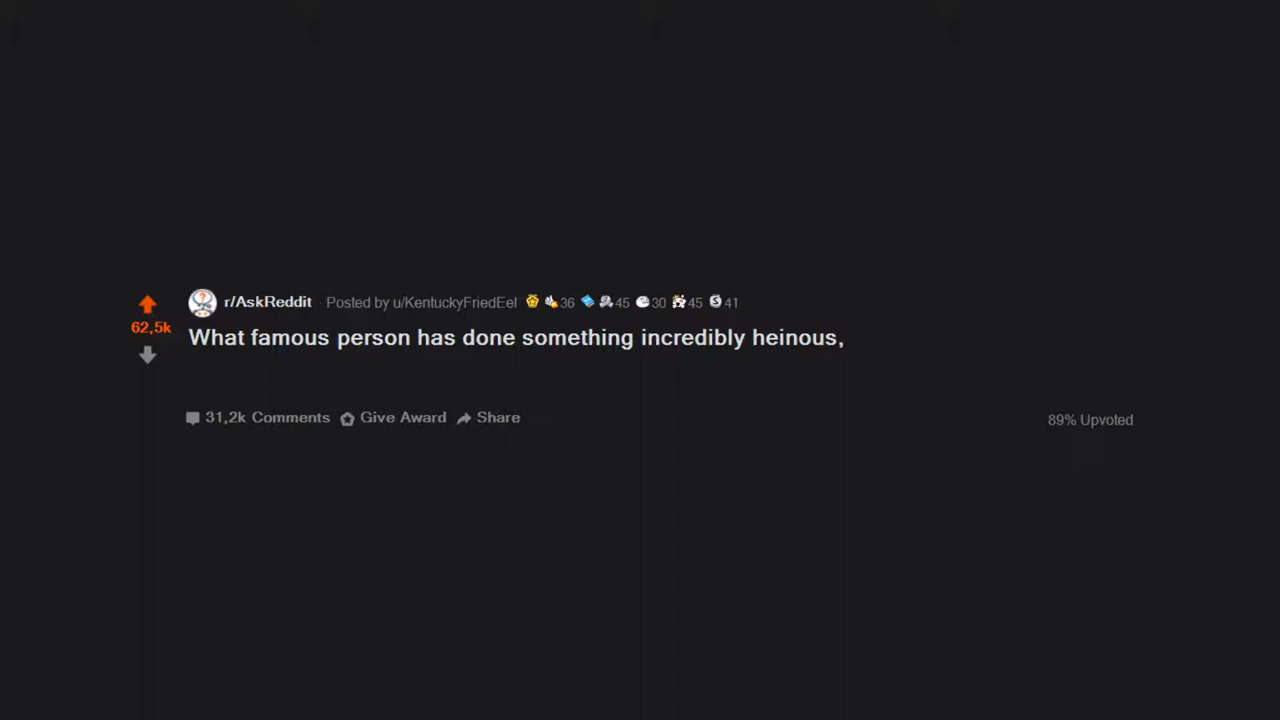 r/AskReddit Posted by u/KentuckyFriedEel 36 45 30 45 41
62,5k
What famous person has done something incredibly heinous,
31,2k Comments Give Award Share 89% Upvoted